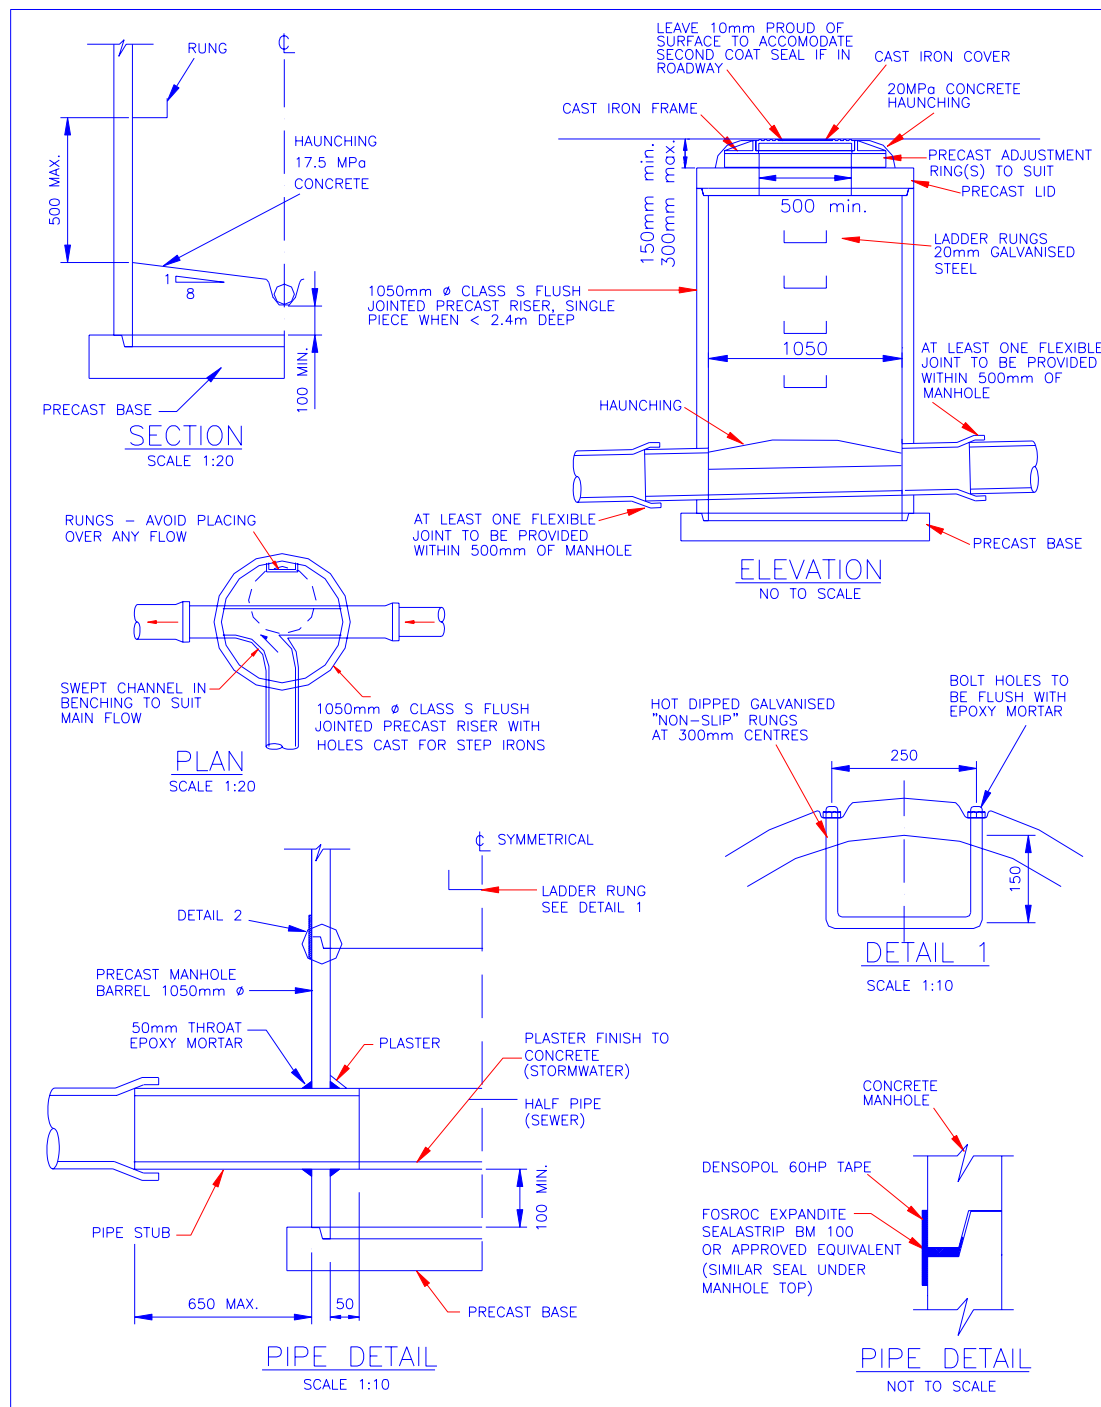 RUNG
℄
500 MAX.
HAUNCHING
17.5 MPa
CONCRETE
1
8
100 MIN.
PRECAST BASE
SECTION
SCALE 1:20
LEAVE 10mm PROUD OF
SURFACE TO ACCOMODATE
SECOND COAT SEAL IF IN
ROADWAY
CAST IRON COVER
20MPa CONCRETE
HAUNCHING
CAST IRON FRAME
PRECAST ADJUSTMENT
RING(S) TO SUIT
PRECAST LID
150mm min.
300mm max.
500 min.
LADDER RUNGS
20mm GALVANISED
STEEL
1050mm ø CLASS S FLUSH
JOINTED PRECAST RISER, SINGLE
PIECE WHEN < 2.4m DEEP
1050
AT LEAST ONE FLEXIBLE
JOINT TO BE PROVIDED
WITHIN 500mm OF
MANHOLE
HAUNCHING
AT LEAST ONE FLEXIBLE
JOINT TO BE PROVIDED
WITHIN 500mm OF MANHOLE
PRECAST BASE
ELEVATION
NO TO SCALE
RUNGS – AVOID PLACING
OVER ANY FLOW
SWEPT CHANNEL IN
BENCHING TO SUIT
MAIN FLOW
1050mm ø CLASS S FLUSH
JOINTED PRECAST RISER WITH
HOLES CAST FOR STEP IRONS
PLAN
SCALE 1:20
HOT DIPPED GALVANISED
"NON–SLIP" RUNGS
AT 300mm CENTRES
BOLT HOLES TO
BE FLUSH WITH
EPOXY MORTAR
250
150
DETAIL 1
SCALE 1:10
℄ SYMMETRICAL
LADDER RUNG
SEE DETAIL 1
DETAIL 2
PRECAST MANHOLE
BARREL 1050mm ø
50mm THROAT
EPOXY MORTAR
PLASTER
PLASTER FINISH TO
CONCRETE
(STORMWATER)
HALF PIPE
(SEWER)
PIPE STUB
100 MIN.
650 MAX.
50
PRECAST BASE
PIPE DETAIL
SCALE 1:10
CONCRETE
MANHOLE
DENSOPOL 60HP TAPE
FOSROC EXPANDITE
SEALASTRIP BM 100
OR APPROVED EQUIVALENT
(SIMILAR SEAL UNDER
MANHOLE TOP)
PIPE DETAIL
NOT TO SCALE